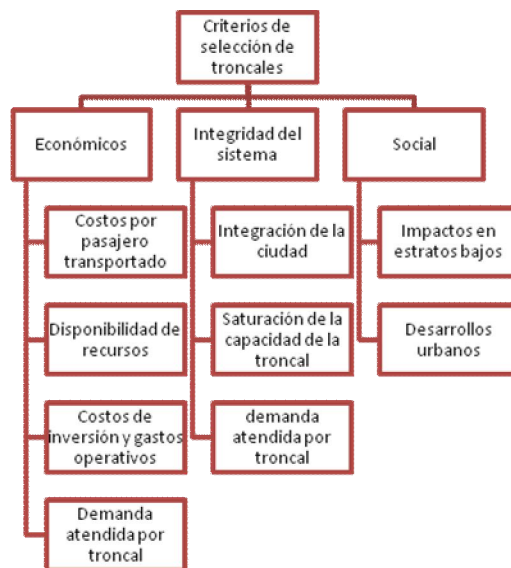 Criterios de
selección de
troncales
Económicos
Integridad del
sistema
Social
Costos por
pasajero
transportado
Disponibilidad de
recursos
Costos de
inversión y gastos
operativos
Demanda
atendida por
troncal
Integración de la
ciudad
Saturación de la
capacidad de la
troncal
demanda
atendida por
troncal
Impactos en
estratos bajos
Desarrollos
urbanos